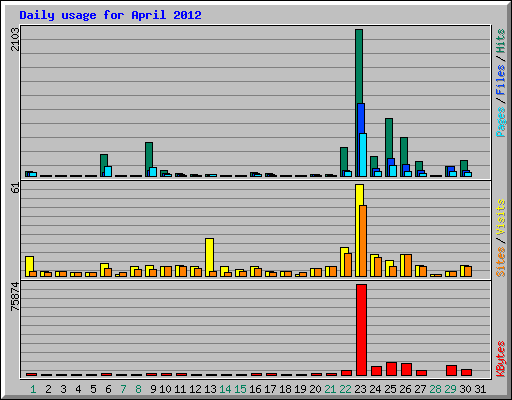 Daily usage for April 2012
2103
Pages / Files / Hits
61
Sites / Visits
75874
KBytes
1 2 3 4 5 6 7 8 9 10 11 12 13 14 15 16 17 18 19 20 21 22 23 24 25 26 27 28 29 30 31